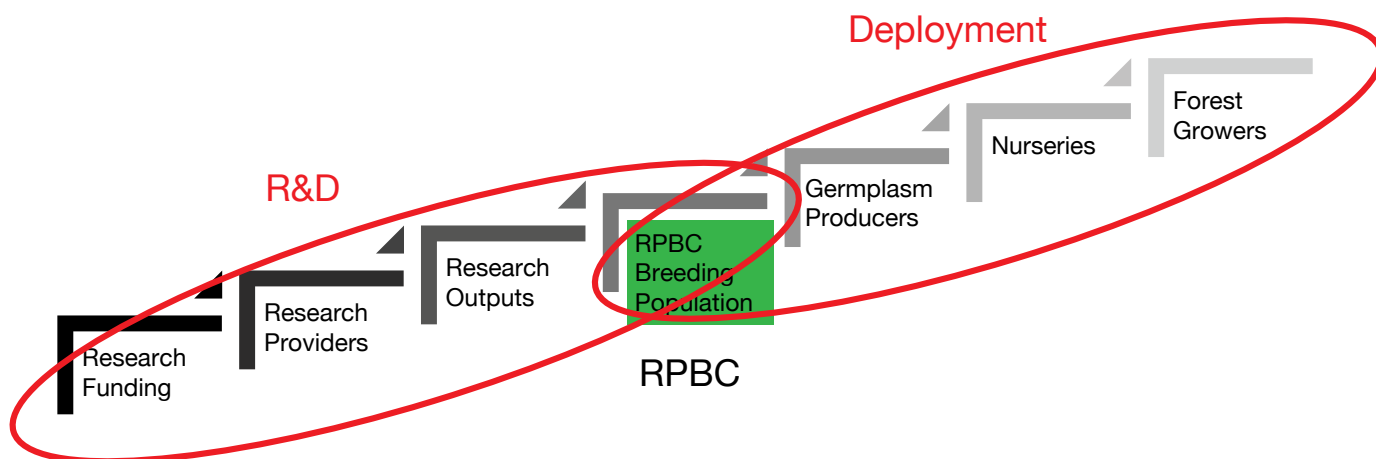 Deployment
R&D
Forest
Growers
Nurseries
Germplasm
Producers
RPBC
Breeding
Population
Research
Outputs
Research
Providers
Research
Funding
RPBC